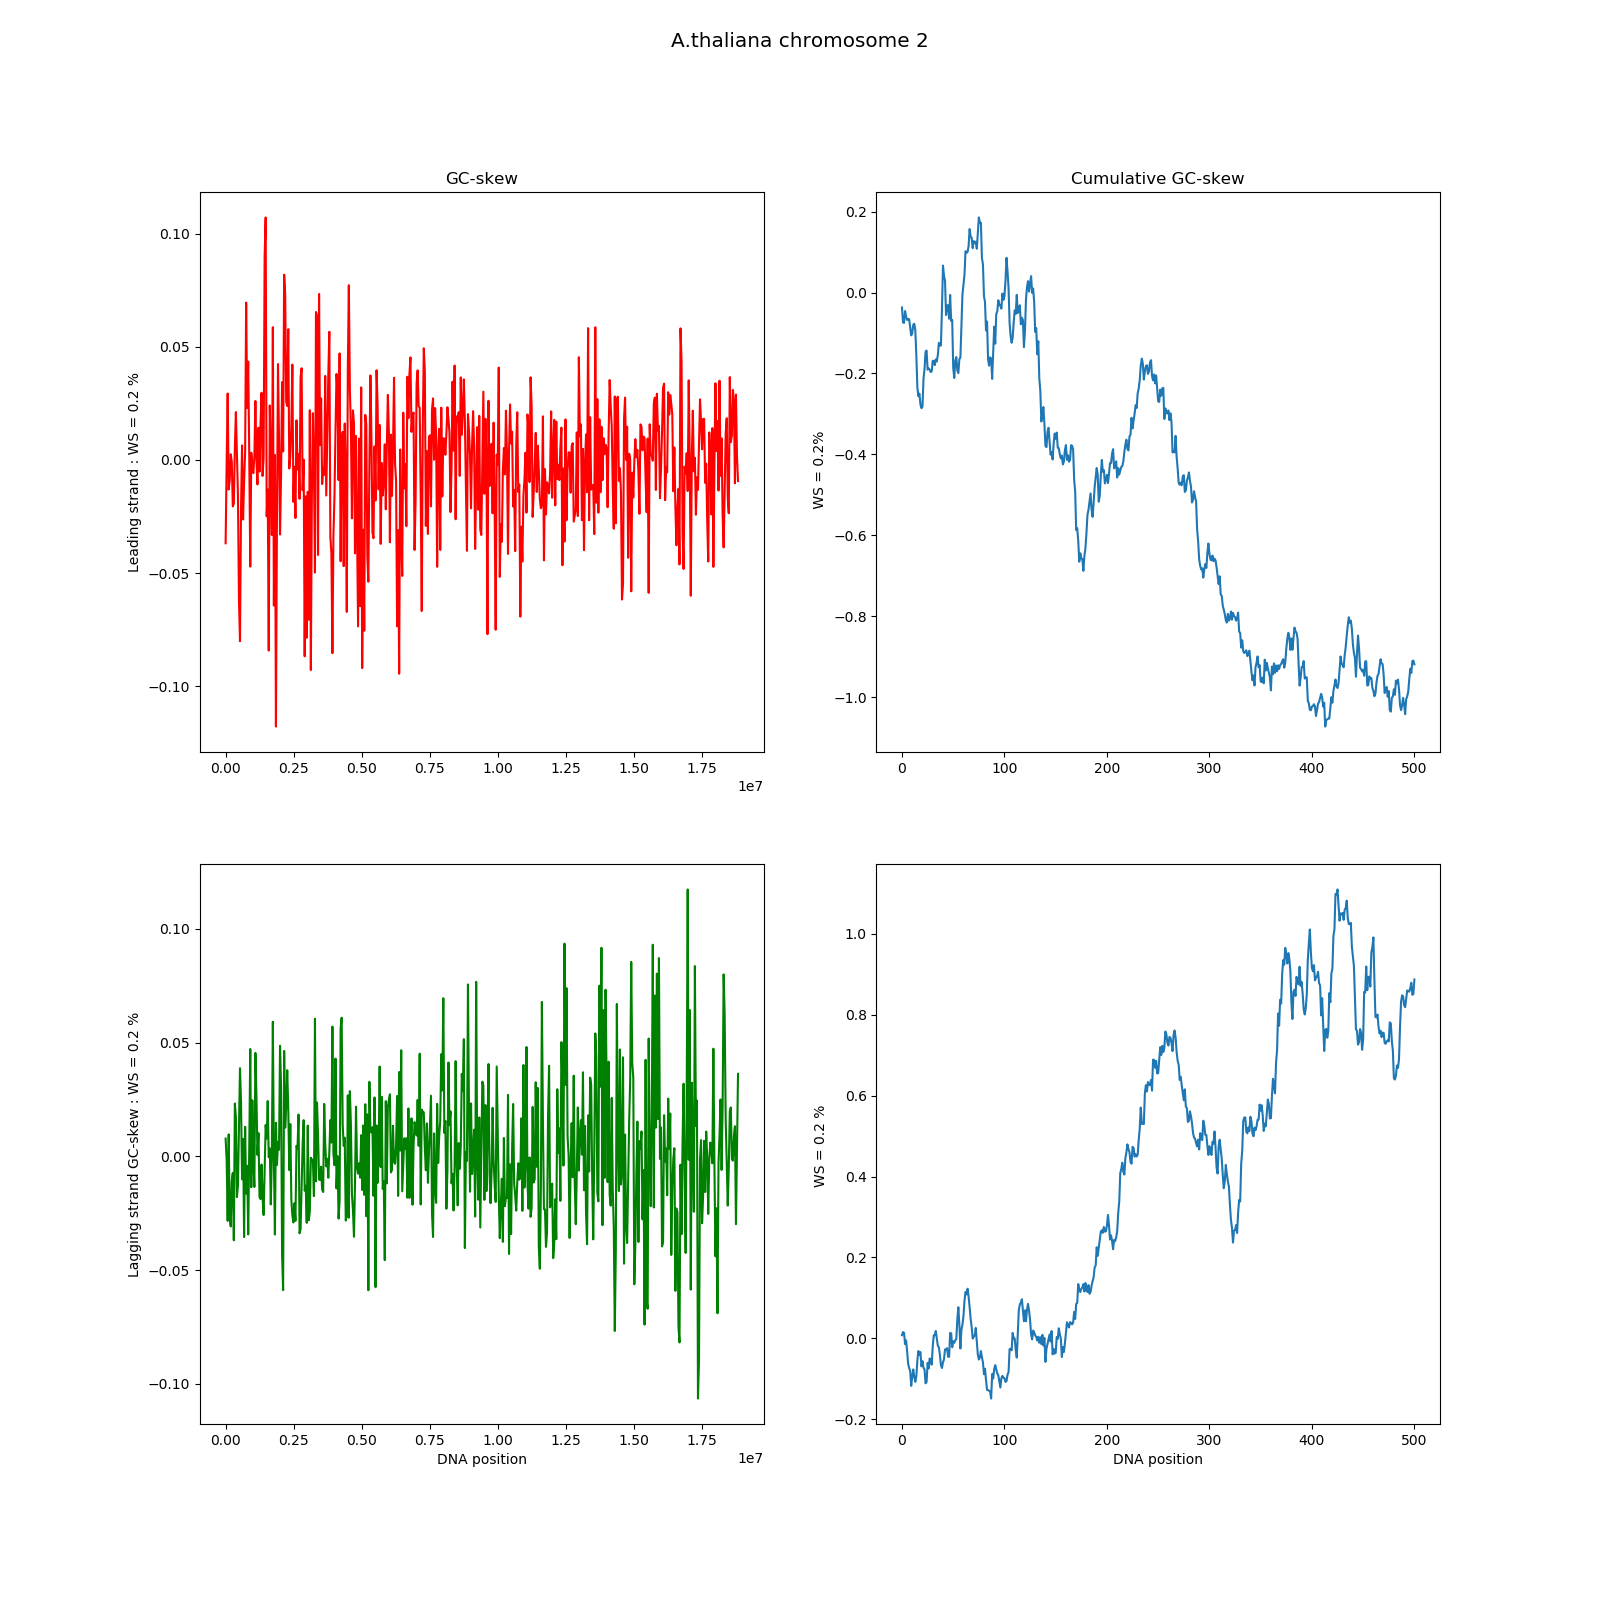 A.thaliana chromosome 2
GC-skew
Leading strand : WS = 0.2 %
0.10
0.05
0.00
−0.05
−0.10
0.00 0.25 0.50 0.75 1.00 1.25 1.50 1.75
1e7
Cumulative GC-skew
WS = 0.2%
0.2
0.0
−0.2
−0.4
−0.6
−0.8
−1.0
0 100 200 300 400 500
Lagging strand GC-skew : WS = 0.2 %
0.10
0.05
0.00
−0.05
−0.10
0.00 0.25 0.50 0.75 1.00 1.25 1.50 1.75
DNA position
1e7
WS = 0.2 %
1.0
0.8
0.6
0.4
0.2
0.0
−0.2
0 100 200 300 400 500
DNA position